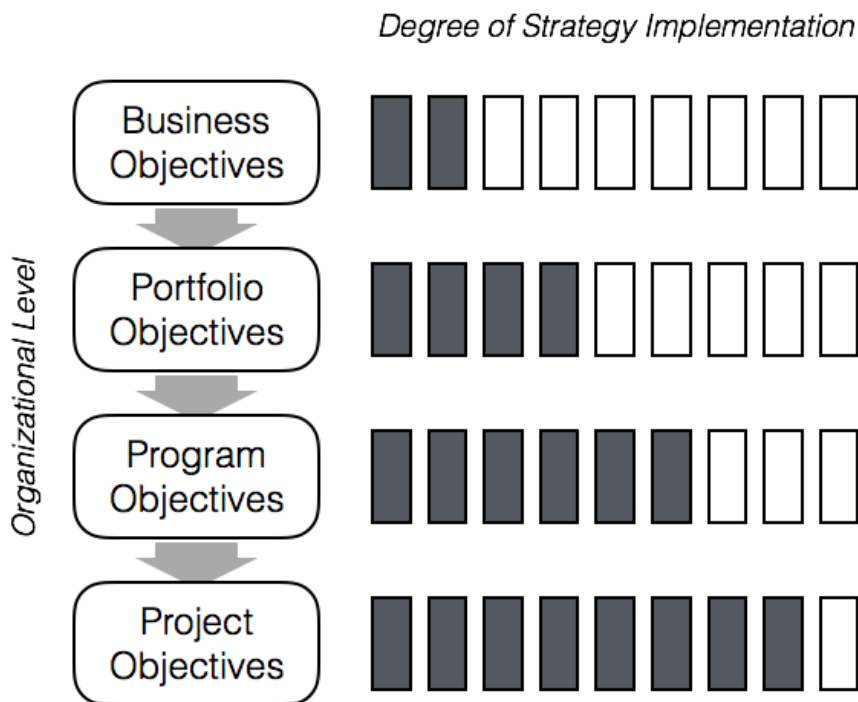 Degree of Strategy Implementation
Organizational Level
Business
Objectives
Portfolio
Objectives
Program
Objectives
Project
Objectives